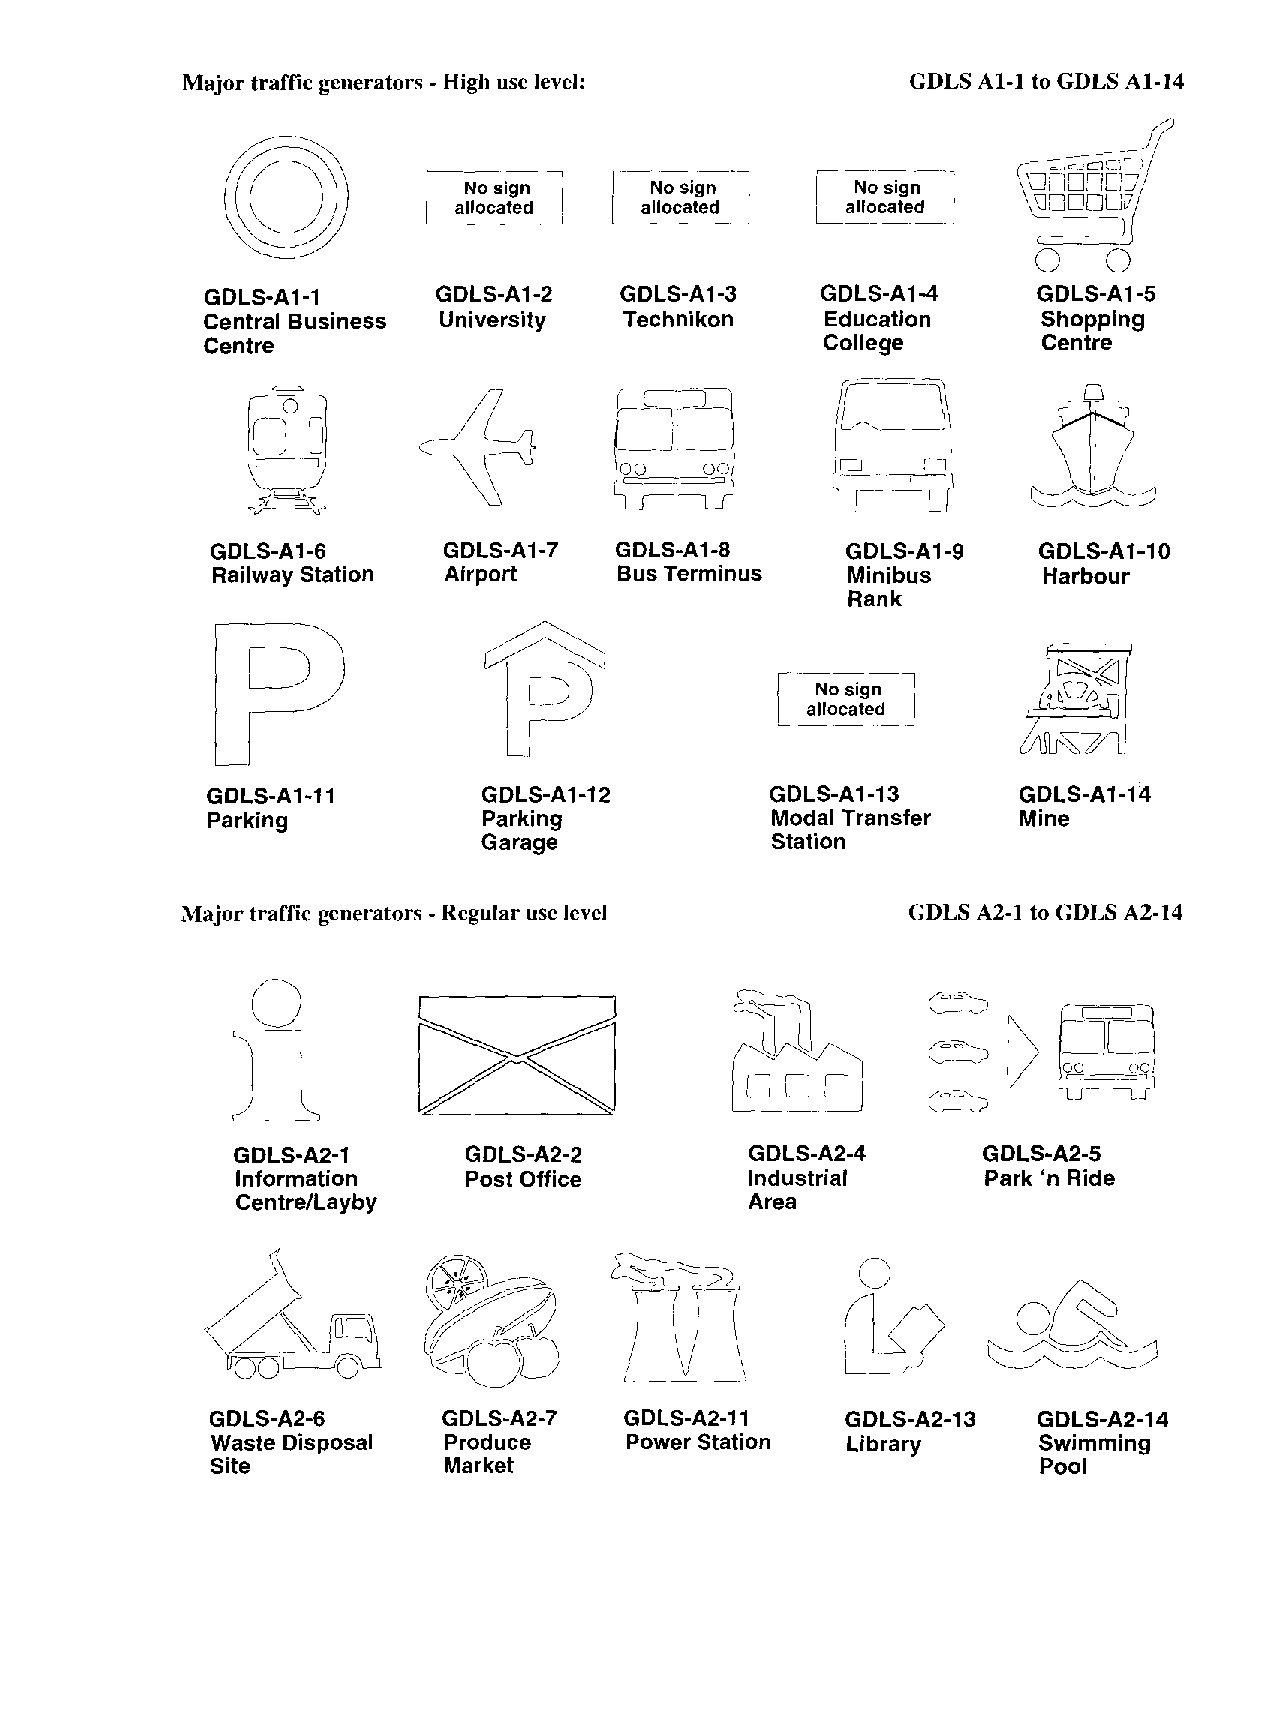 Major traffic generators - High use level: GDLS A1-1 to GDLS A1-14
No sign No sign No sign
allocated allocated allocated
GDLS-A1-1 GDLS-A1-2 GDLS-A1-3 GDLS-A1-4 GDLS-A1-5
Central Business University Technikon Education Shopping
Centre College Centre
GDLS-A1-6 GDLS-A1-7 GDLS-A1-8 GDLS-A1-9 GDLS-A1-10
Railway Station Airport Bus Terminus Minibus Harbour
Rank
P P
No sign
allocated
GDLS-A1-11 GDLS-A1-12 GDLS-A1-13 GDLS-A1-14
Parking Parking Modal Transfer Mine
Garage Station
Major traffic generators - Regular use level GDLS A2-1 to GDLS A2-14
i
GDLS-A2-1 GDLS-A2-2 GDLS-A2-4 GDLS-A2-5
Information Post Office Industrial Park ‘n Ride
Centre/Layby Area
GDLS-A2-6 GDLS-A2-7 GDLS-A2-11 GDLS-A2-13 GDLS-A2-14
Waste Disposal Produce Power Station Library Swimming
Site Market Pool